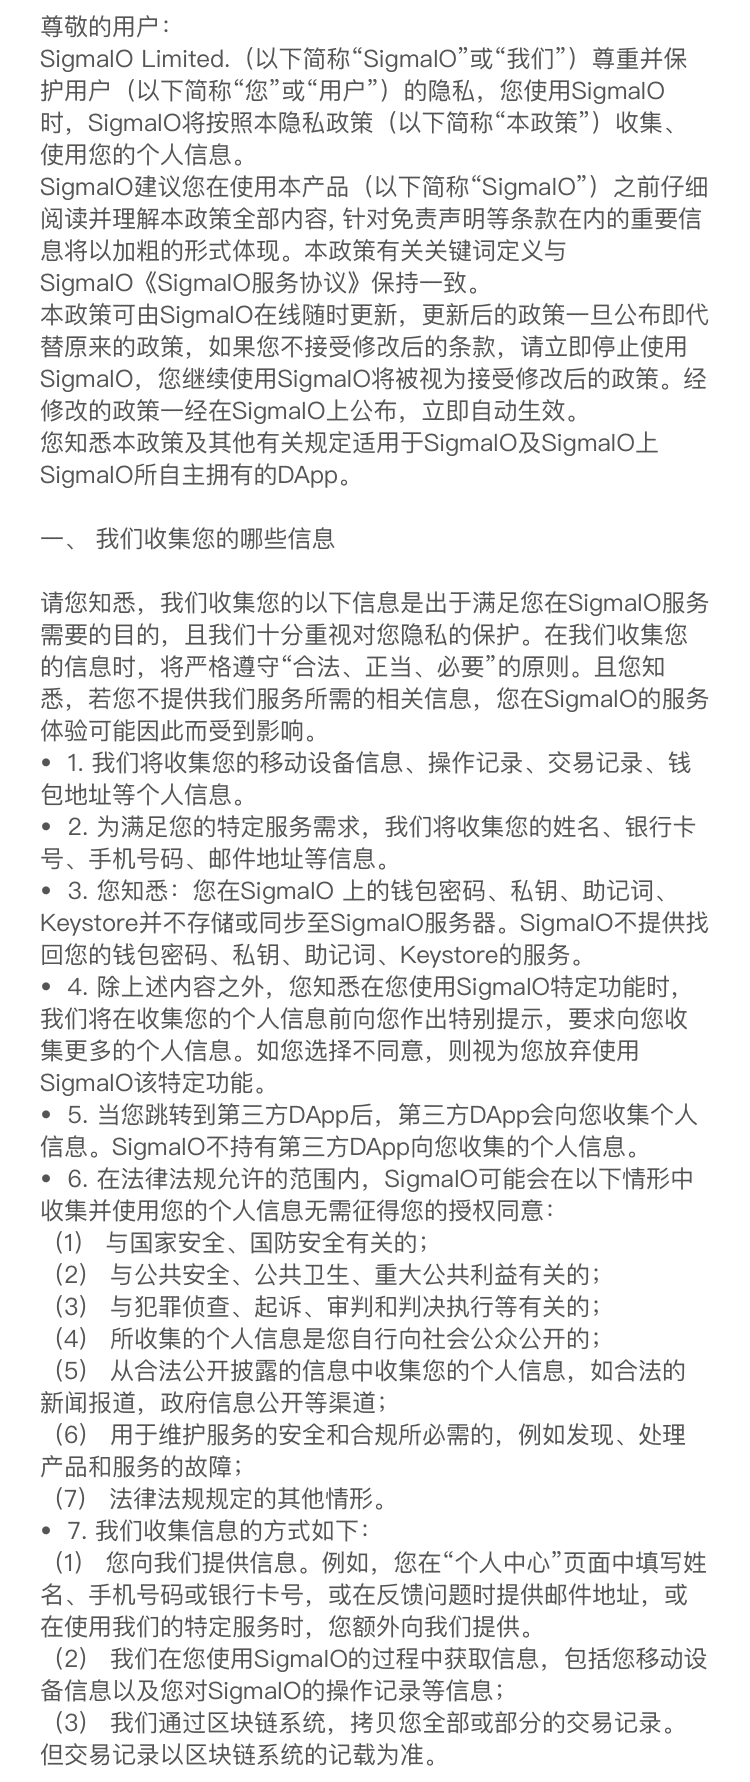 尊敬的用户：
SigmaIO Limited.（以下简称“SigmaIO”或“我们”）尊重并保
护用户（以下简称“您”或“用户”）的隐私，您使用SigmaIO
时，SigmaIO将按照本隐私政策（以下简称“本政策”）收集、
使用您的个人信息。
SigmaIO建议您在使用本产品（以下简称“SigmaIO”）之前仔细
阅读并理解本政策全部内容, 针对免责声明等条款在内的重要信
息将以加粗的形式体现。本政策有关关键词定义与
SigmaIO《SigmaIO服务协议》保持一致。
本政策可由SigmaIO在线随时更新，更新后的政策一旦公布即代
替原来的政策，如果您不接受修改后的条款，请立即停止使用
SigmaIO，您继续使用SigmaIO将被视为接受修改后的政策。经
修改的政策一经在SigmaIO上公布，立即自动生效。
您知悉本政策及其他有关规定适用于SigmaIO及SigmaIO上
SigmaIO所自主拥有的DApp。
一、 我们收集您的哪些信息
请您知悉，我们收集您的以下信息是出于满足您在SigmaIO服务
需要的目的，且我们十分重视对您隐私的保护。在我们收集您
的信息时，将严格遵守“合法、正当、必要”的原则。且您知
悉，若您不提供我们服务所需的相关信息，您在SigmaIO的服务
体验可能因此而受到影响。
• 1. 我们将收集您的移动设备信息、操作记录、交易记录、钱
包地址等个人信息。
• 2. 为满足您的特定服务需求，我们将收集您的姓名、银行卡
号、手机号码、邮件地址等信息。
• 3. 您知悉：您在SigmaIO 上的钱包密码、私钥、助记词、
Keystore并不存储或同步至SigmaIO服务器。SigmaIO不提供找
回您的钱包密码、私钥、助记词、Keystore的服务。
• 4. 除上述内容之外，您知悉在您使用SigmaIO特定功能时，
我们将在收集您的个人信息前向您作出特别提示，要求向您收
集更多的个人信息。如您选择不同意，则视为您放弃使用
SigmaIO该特定功能。
• 5. 当您跳转到第三方DApp后，第三方DApp会向您收集个人
信息。SigmaIO不持有第三方DApp向您收集的个人信息。
• 6. 在法律法规允许的范围内，SigmaIO可能会在以下情形中
收集并使用您的个人信息无需征得您的授权同意：
（1） 与国家安全、国防安全有关的；
（2） 与公共安全、公共卫生、重大公共利益有关的；
（3） 与犯罪侦查、起诉、审判和判决执行等有关的；
（4） 所收集的个人信息是您自行向社会公众公开的；
（5） 从合法公开披露的信息中收集您的个人信息，如合法的
新闻报道，政府信息公开等渠道；
（6） 用于维护服务的安全和合规所必需的，例如发现、处理
产品和服务的故障；
（7） 法律法规规定的其他情形。
• 7. 我们收集信息的方式如下：
（1） 您向我们提供信息。例如，您在“个人中心”页面中填写姓
名、手机号码或银行卡号，或在反馈问题时提供邮件地址，或
在使用我们的特定服务时，您额外向我们提供。
（2） 我们在您使用SigmaIO的过程中获取信息，包括您移动设
备信息以及您对SigmaIO的操作记录等信息；
（3） 我们通过区块链系统，拷贝您全部或部分的交易记录。
但交易记录以区块链系统的记载为准。